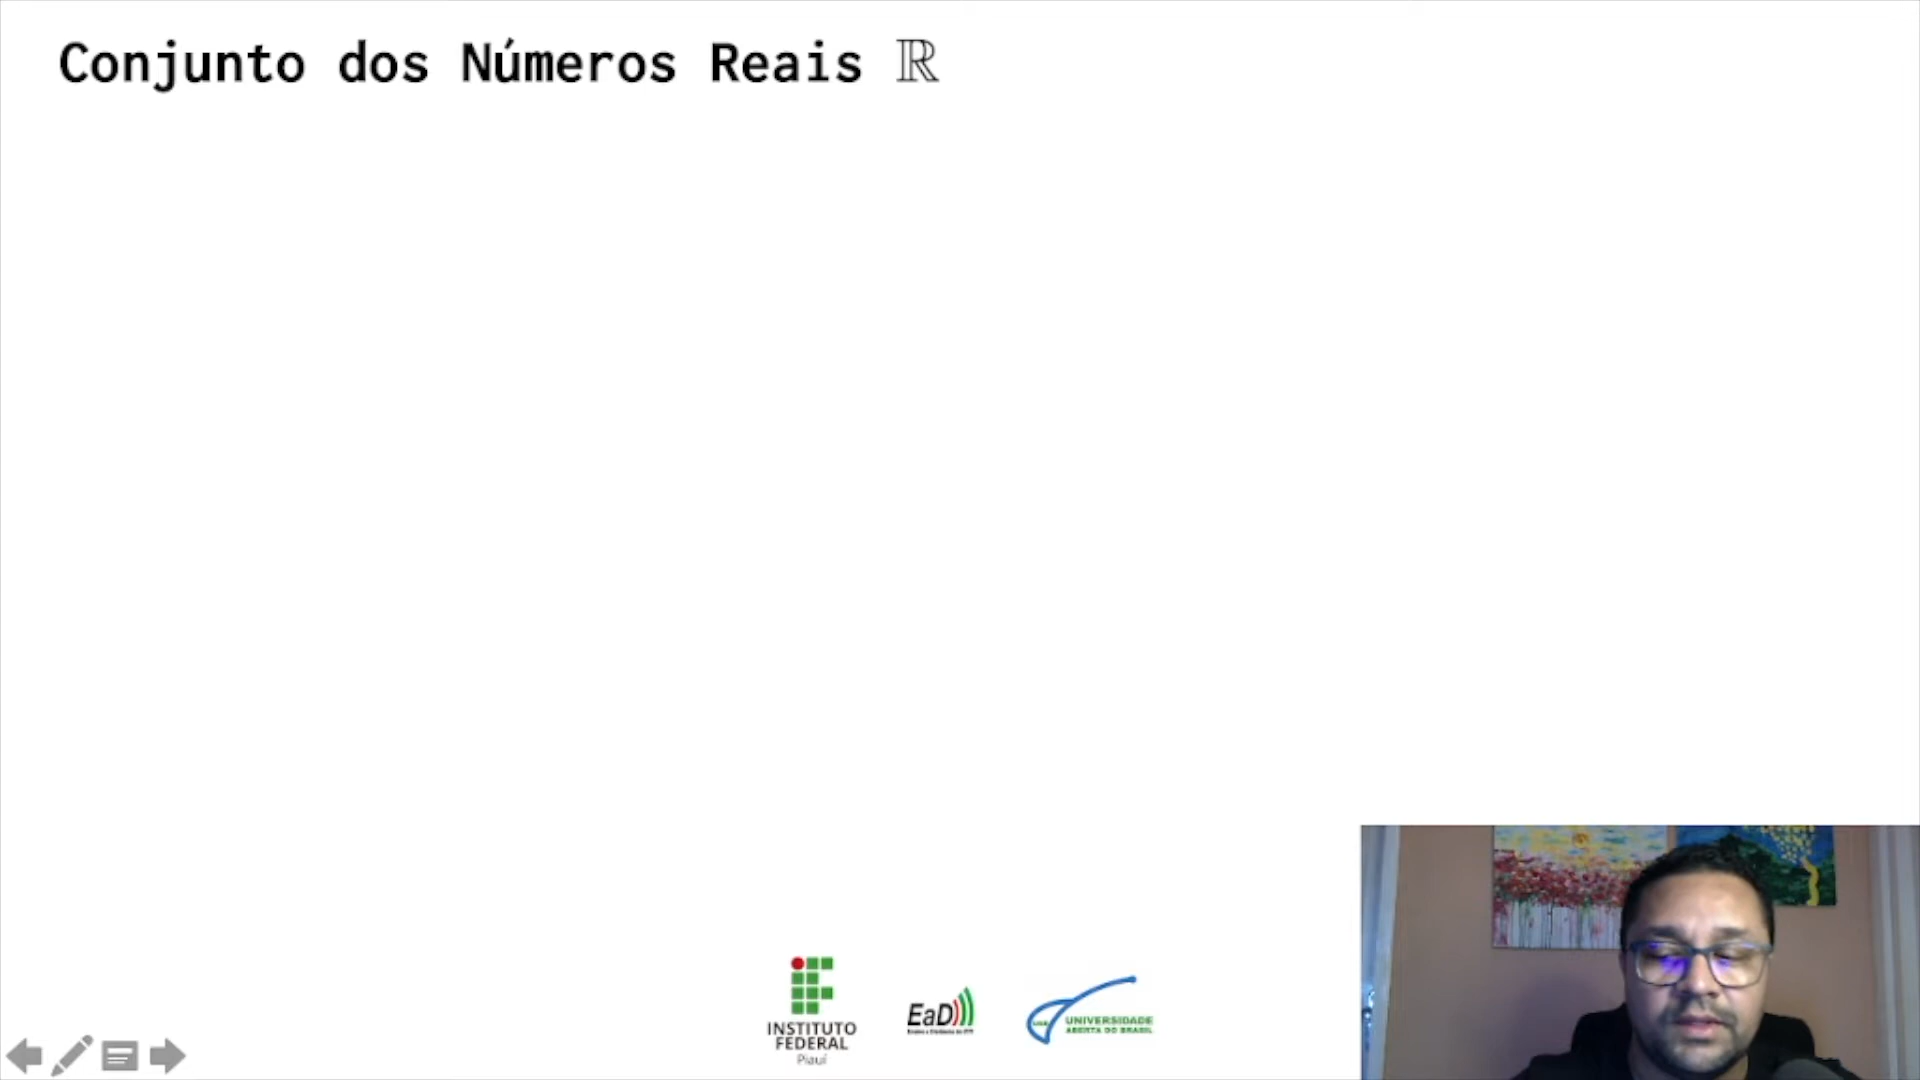 Conjunto dos Números Reais ℝ
INSTITUTO
FEDERAL
Piauí
EaD
UNIVERSIDADE
ABERTA DO BRASIL